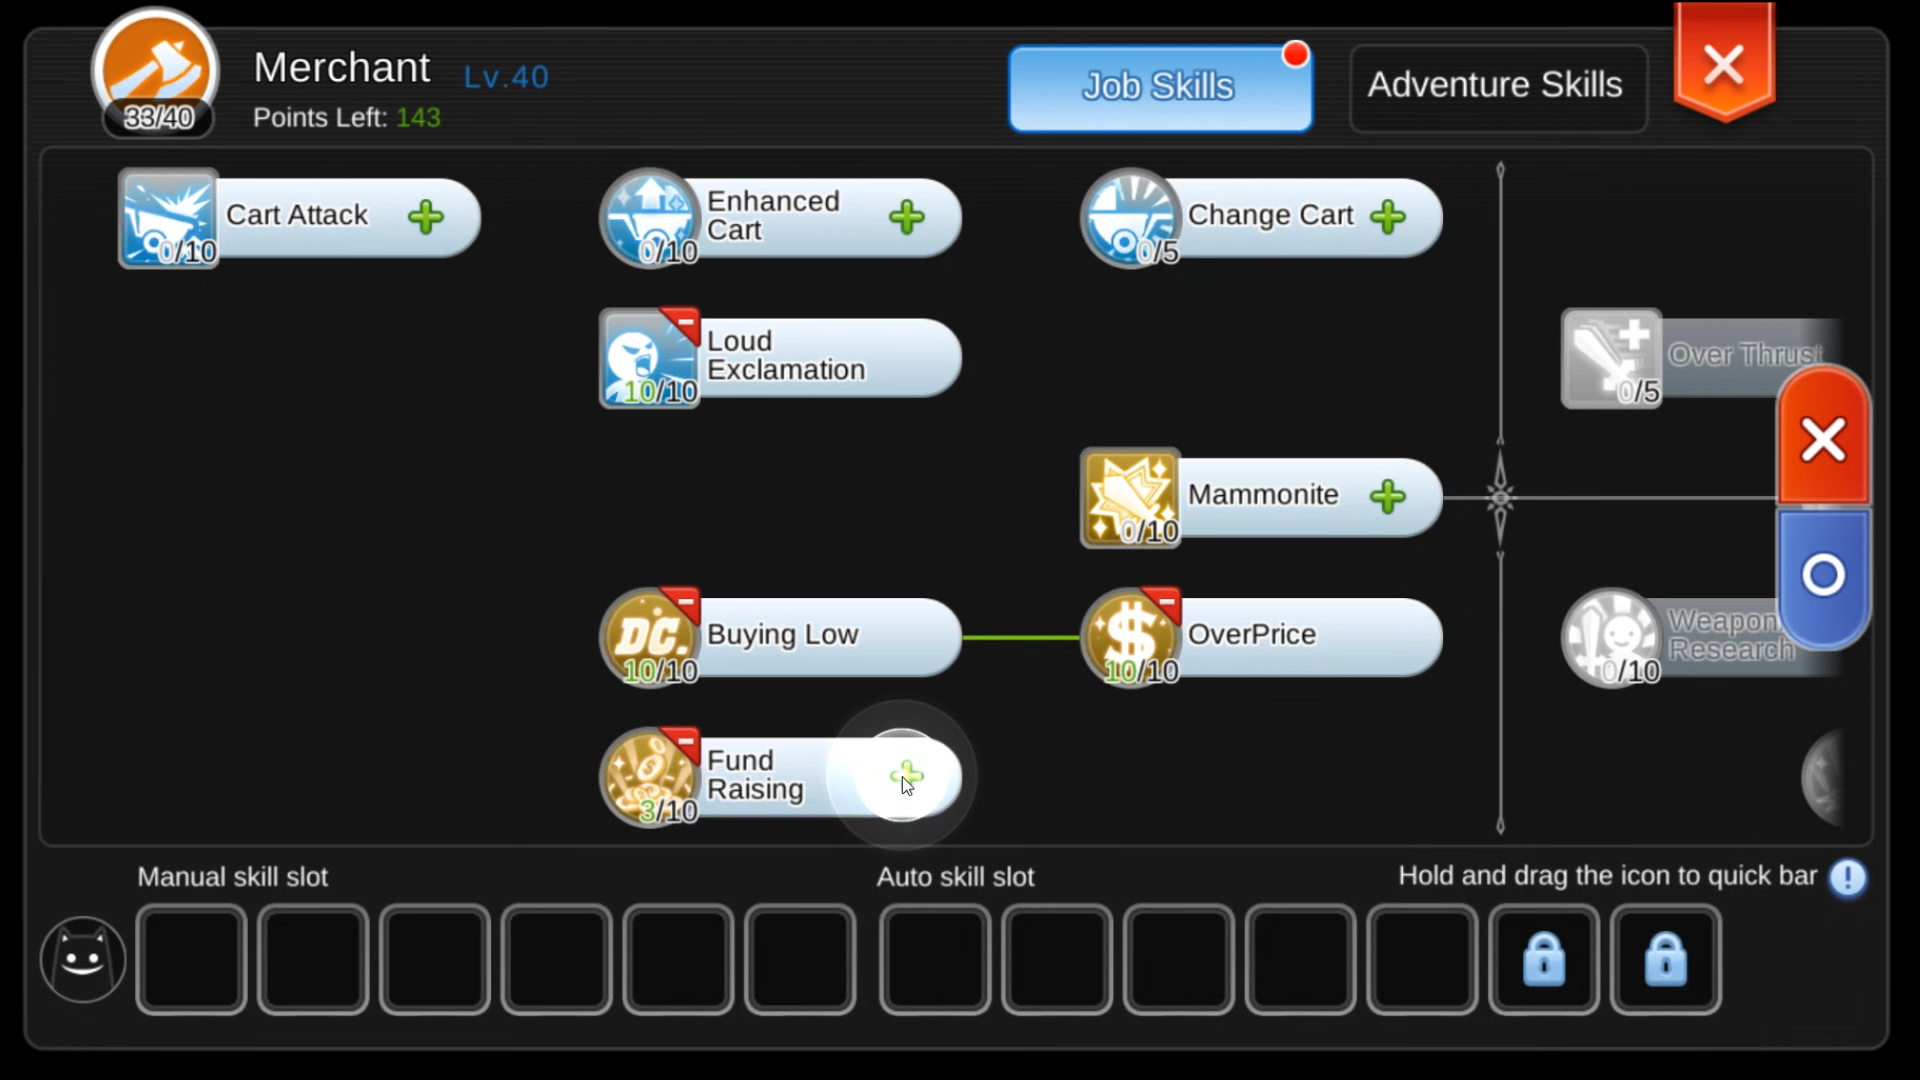 Merchant Lv.40
33/40
Points Left: 143
Job Skills
Adventure Skills
Cart Attack
0/10
Enhanced
Cart
0/10
Change Cart
0/5
Loud
Exclamation
10/10
Over Thrust
0/5
Mammonite
0/10
DC.
Buying Low
10/10
$
OverPrice
10/10
Weapon
Research
0/10
Fund
Raising
3/10
Manual skill slot
Auto skill slot
Hold and drag the icon to quick bar